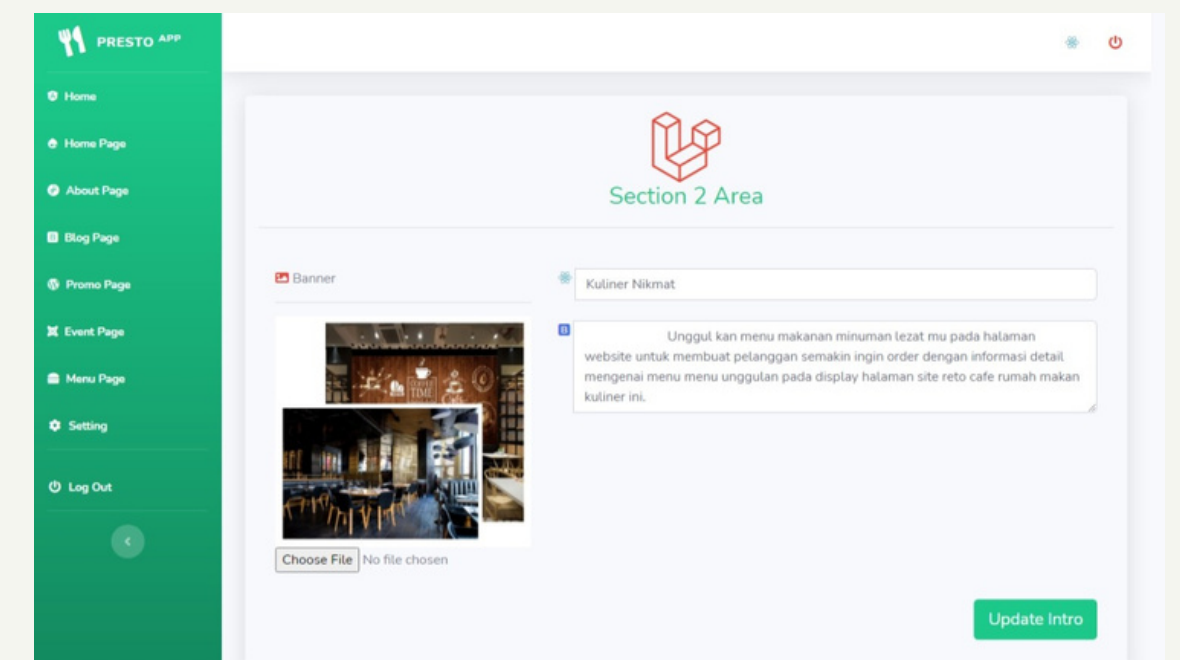 PRESTO APP
Home
Home Page
About Page
Blog Page
Promo Page
Event Page
Menu Page
Setting
Log Out
Section 2 Area
Banner
COFFEE
TIME
Choose File No file chosen
Kuliner Nikmat
B
Unggul kan menu makanan minuman lezat mu pada halaman
website untuk membuat pelanggan semakin ingin order dengan informasi detail
mengenai menu menu unggulan pada display halaman site reto cafe rumah makan
kuliner ini.
Update Intro